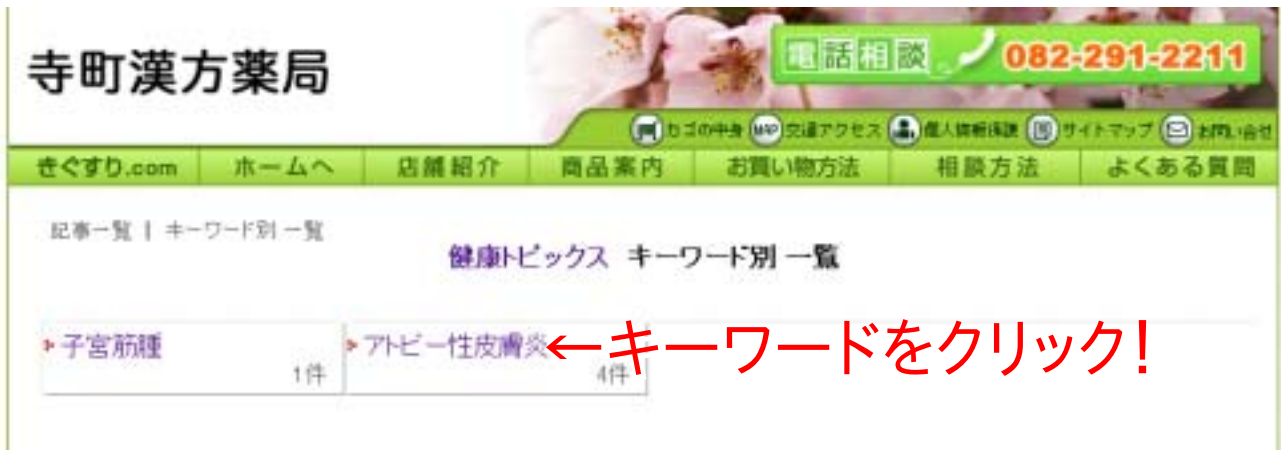 寺町漢方薬局
電話相談 082-291-2211
カゴの中身 MAP 交通アクセス 個人情報保護 サイトマップ お問い合せ
きぐすり.com ホームへ 店舗紹介 商品案内 お買い物方法 相談方法 よくある質問
記事一覧 | キーワード別 一覧
健康トピックス キーワード別 一覧
子宮筋腫 アトピー性皮膚炎 ←キーワードをクリック!
1件 4件